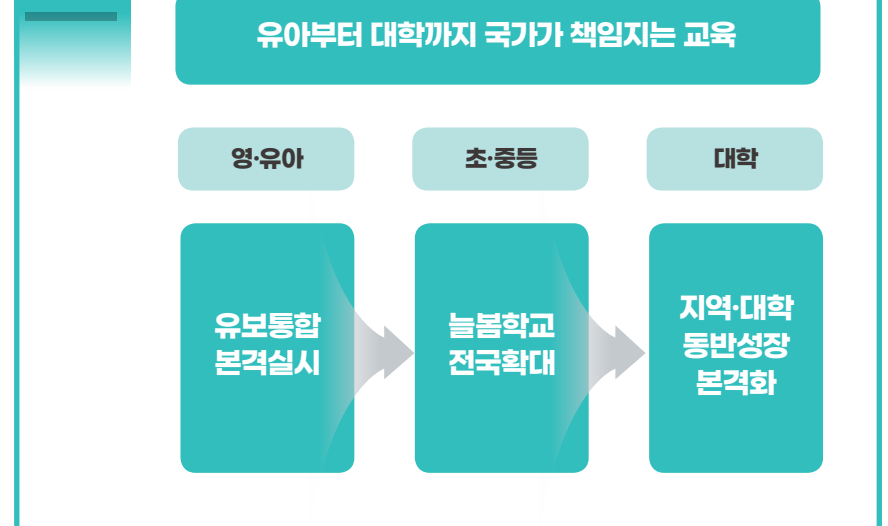 유아부터 대학까지 국가가 책임지는 교육
영·유아
초·중등
대학
유보통합
본격실시
늘봄학교
전국확대
지역·대학
동반성장
본격화